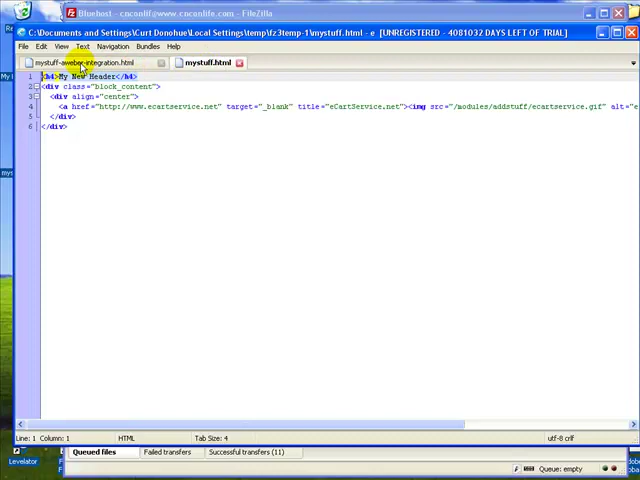 Bluehost - cncanlif@www.cncanlife.com - FileZilla
C:\Documents and Settings\Curt Donohue\Local Settings\temp\fz3temp-1\mystuff.html - e [UNREGISTERED - 4081032 DAYS LEFT OF TRIAL]
File Edit View Text Navigation Bundles Help
mystuff-aweber-integration.html mystuff.html
1 <h4>My New Header</h4>
2 <div class="block_content">
3 <div align="center">
4 <a href="http://www.ecartservice.net" target="_blank" title="eCartService.net"><img src="/modules/addstuff/ecartservice.gif" alt="e
5 </div>
6 </div>
Line: 1 Column: 1 HTML Tab Size: 4 utf-8 crlf
Queued files Failed transfers Successful transfers (11)
Levelator
Queue: empty